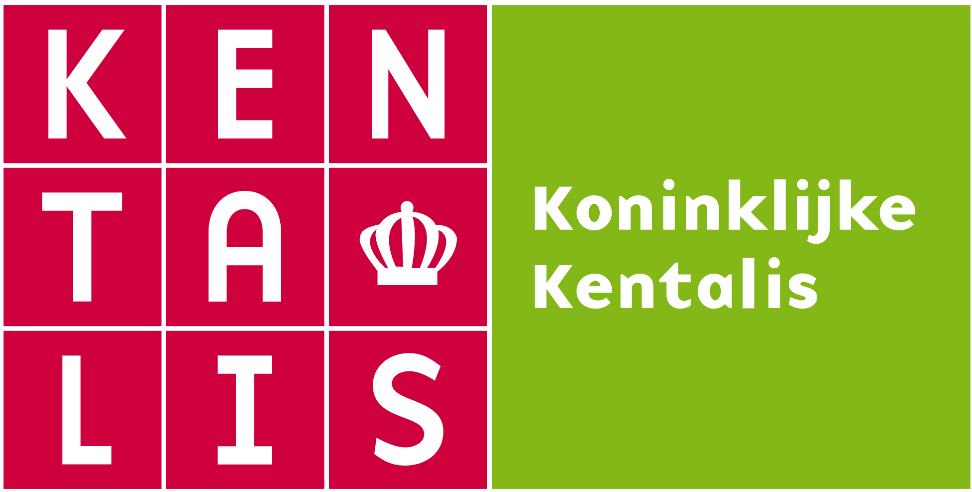 KEN
TA
LIS
Koninklijke
Kentalis